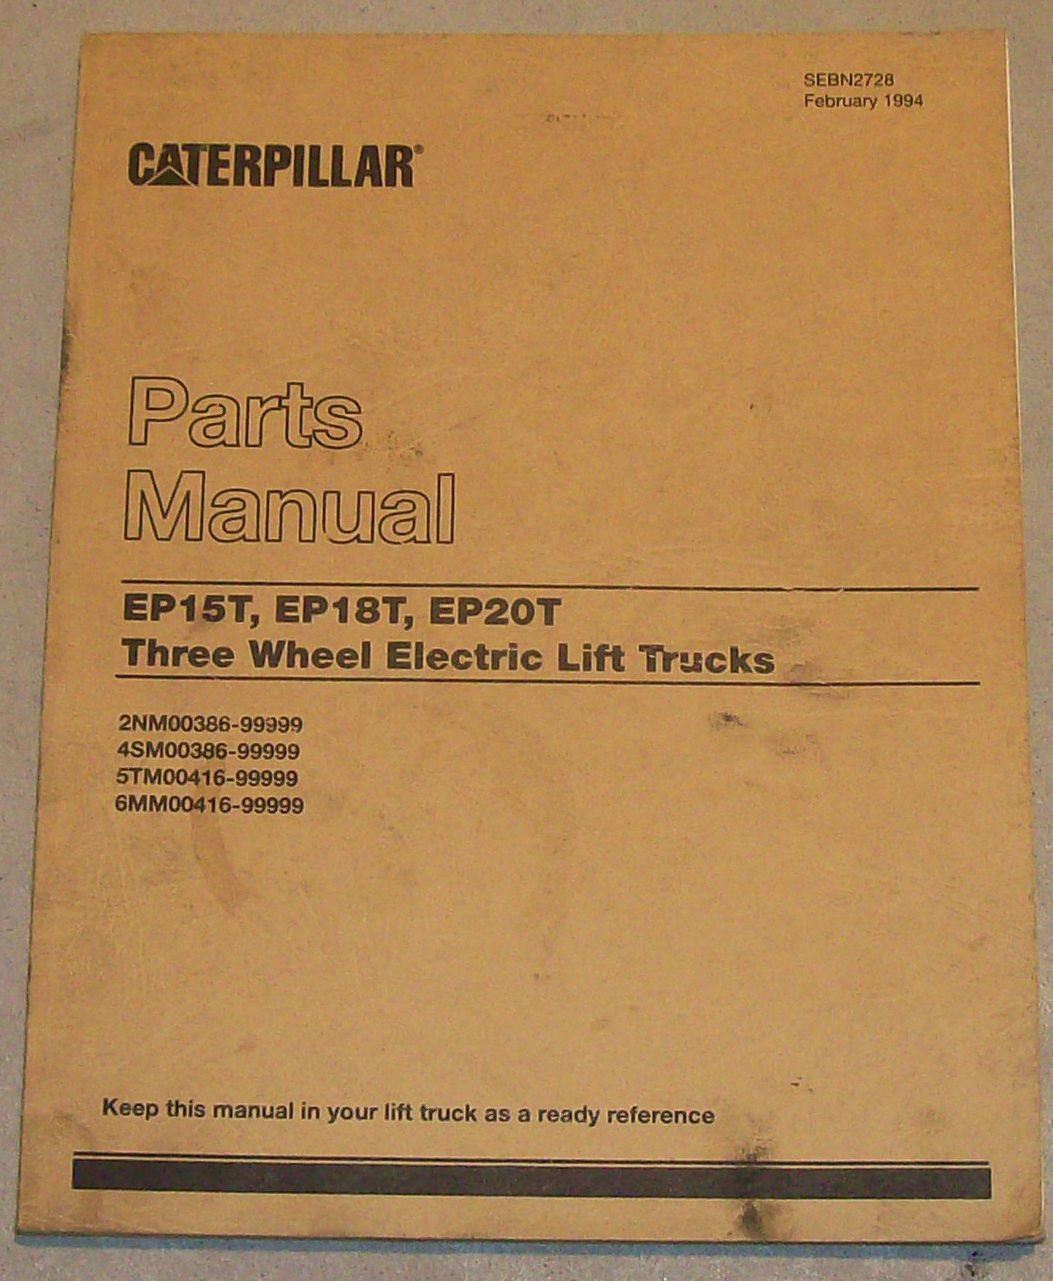 SEBN2728
February 1994
CATERPILLAR®
Parts
Manual
EP15T, EP18T, EP20T
Three Wheel Electric Lift Trucks
2NM00386-99999
4SM00386-99999
5TM00416-99999
6MM00416-99999
Keep this manual in your lift truck as a ready reference